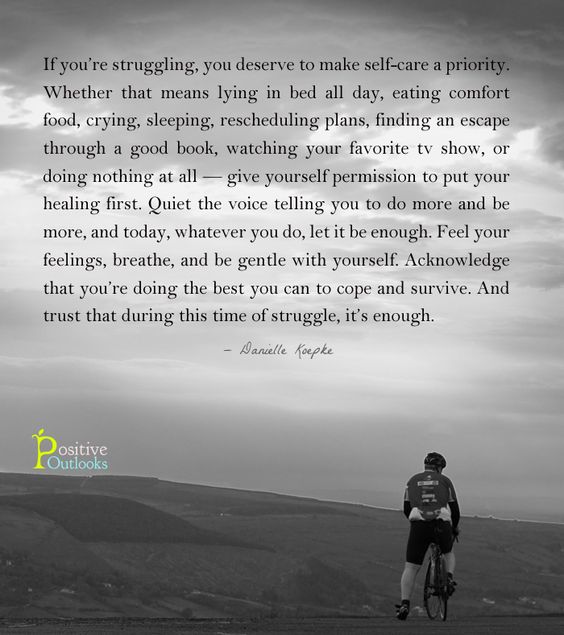 If you're struggling, you deserve to make self-care a priority.
Whether that means lying in bed all day, eating comfort
food, crying, sleeping, rescheduling plans, finding an escape
through a good book, watching your favorite tv show, or
doing nothing at all — give yourself permission to put your
healing first. Quiet the voice telling you to do more and be
more, and today, whatever you do, let it be enough. Feel your
feelings, breathe, and be gentle with yourself. Acknowledge
that you're doing the best you can to cope and survive. And
trust that during this time of struggle, it's enough.
– Danielle Koepke
Positive
Outlooks